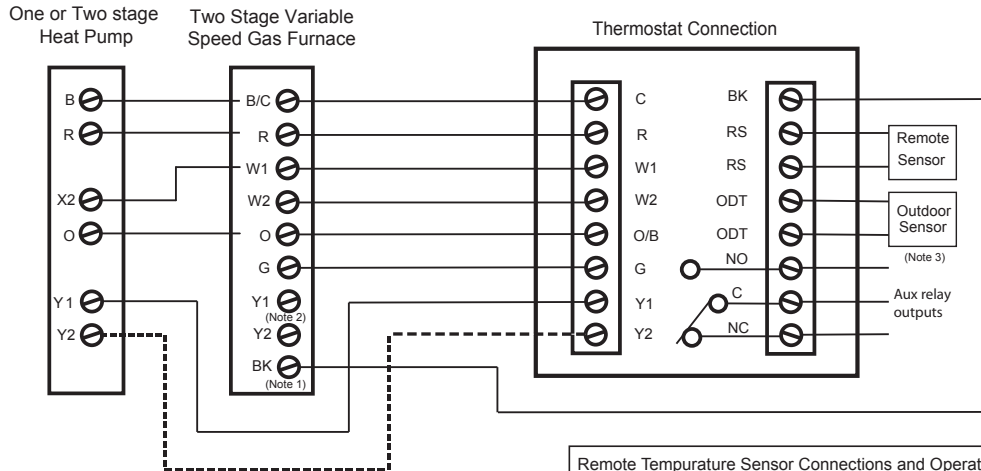 One or Two stage
Heat Pump
Two Stage Variable
Speed Gas Furnace
Thermostat Connection
B
R
X2
O
Y1
Y2
B/C
R
W1
W2
O
G
Y1
(Note 2)
Y2
BK
(Note 1)
C
R
W1
W2
O/B
G
Y1
Y2
BK
RS
RS
ODT
ODT
NO
C
NC
Remote
Sensor
Outdoor
Sensor
(Note 3)
Aux relay
outputs
Remote Tempurature Sensor Connections and Operat